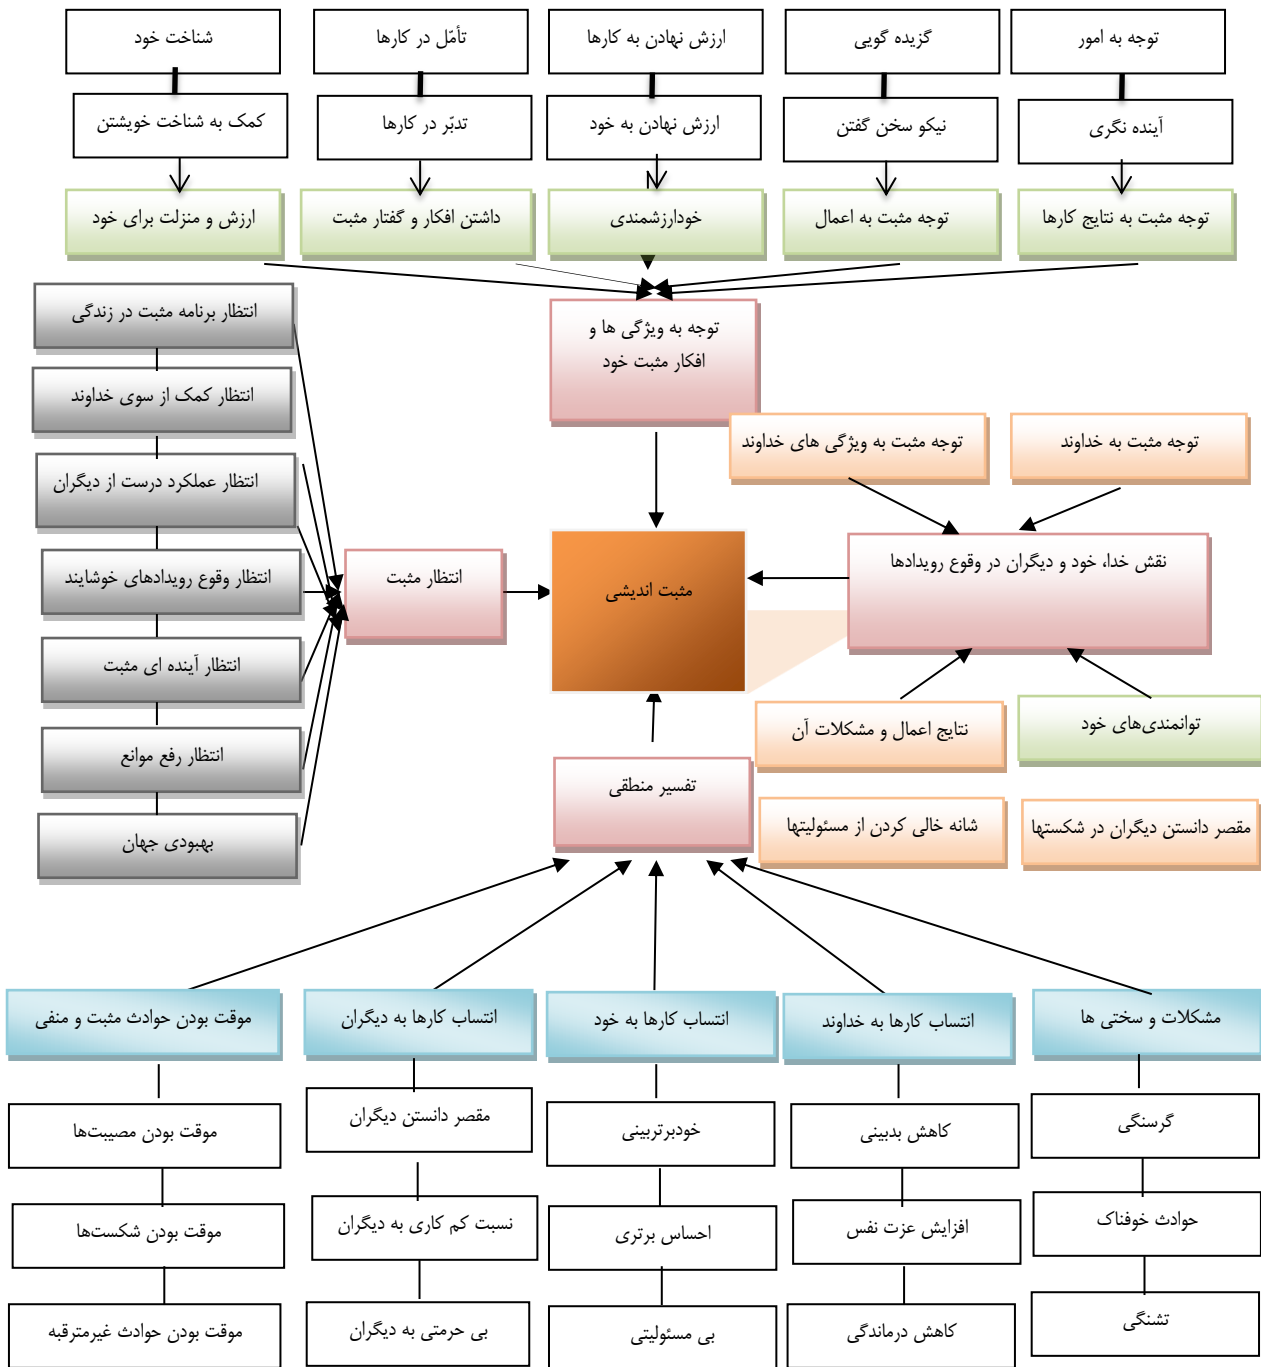 توجه به امور
گزیده گویی
ارزش نهادن به کارها
تأمّل در کارها
شناخت خود
آینده نگری
نیکو سخن گفتن
ارزش نهادن به خود
تدبّر در کارها
کمک به شناخت خویشتن
توجه مثبت به نتایج کارها
توجه مثبت به اعمال
خودارزشمندی
داشتن افکار و گفتار مثبت
ارزش و منزلت برای خود
توجه به ویژگی ها و
افکار مثبت خود
توجه مثبت به خداوند
توجه مثبت به ویژگی های خداوند
نقش خدا، خود و دیگران در وقوع رویدادها
توانمندی‌های خود
نتایج اعمال و مشکلات آن
مقصر دانستن دیگران در شکستها
شانه خالی کردن از مسئولیتها
مثبت اندیشی
انتظار مثبت
انتظار برنامه مثبت در زندگی
انتظار کمک از سوی خداوند
انتظار عملکرد درست از دیگران
انتظار وقوع رویدادهای خوشایند
انتظار آینده ای مثبت
انتظار رفع موانع
بهبودی جهان
تفسیر منطقی
مشکلات و سختی ها
انتساب کارها به خداوند
انتساب کارها به خود
انتساب کارها به دیگران
موقت بودن حوادث مثبت و منفی
گرسنگی
کاهش بدبینی
خودبرتربینی
مقصر دانستن دیگران
موقت بودن مصیبت‌ها
حوادث خوفناک
افزایش عزت نفس
احساس برتری
نسبت کم کاری به دیگران
موقت بودن شکست‌ها
تشنگی
کاهش درماندگی
بی مسئولیتی
بی حرمتی به دیگران
موقت بودن حوادث غیرمترقبه